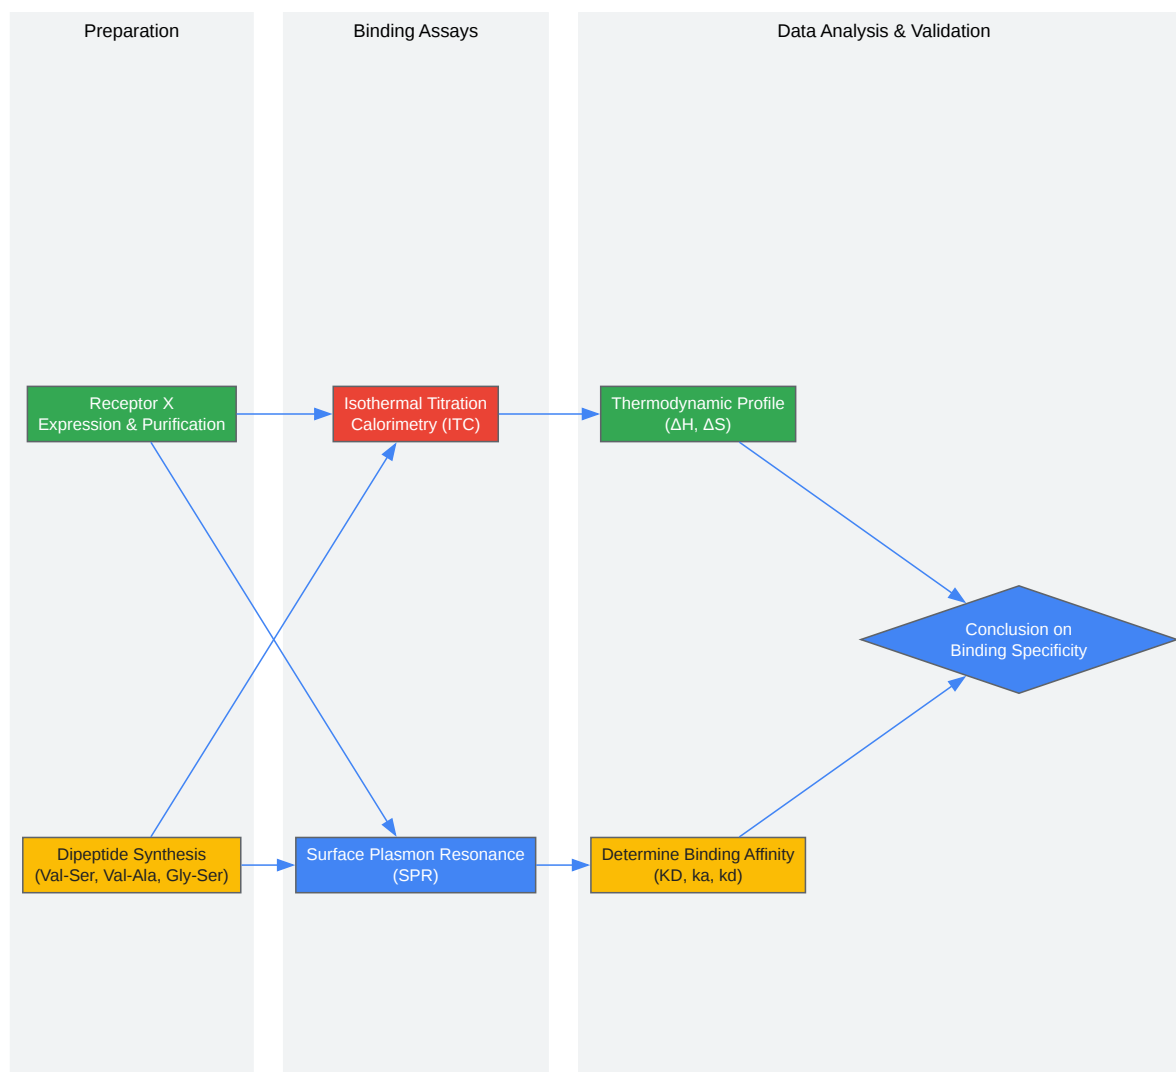 Preparation
Binding Assays
Data Analysis & Validation
Receptor X
Expression & Purification
Isothermal Titration
Calorimetry (ITC)
Thermodynamic Profile
(ΔH, ΔS)
Conclusion on
Binding Specificity
Dipeptide Synthesis
(Val-Ser, Val-Ala, Gly-Ser)
Surface Plasmon Resonance
(SPR)
Determine Binding Affinity
(KD, ka, kd)